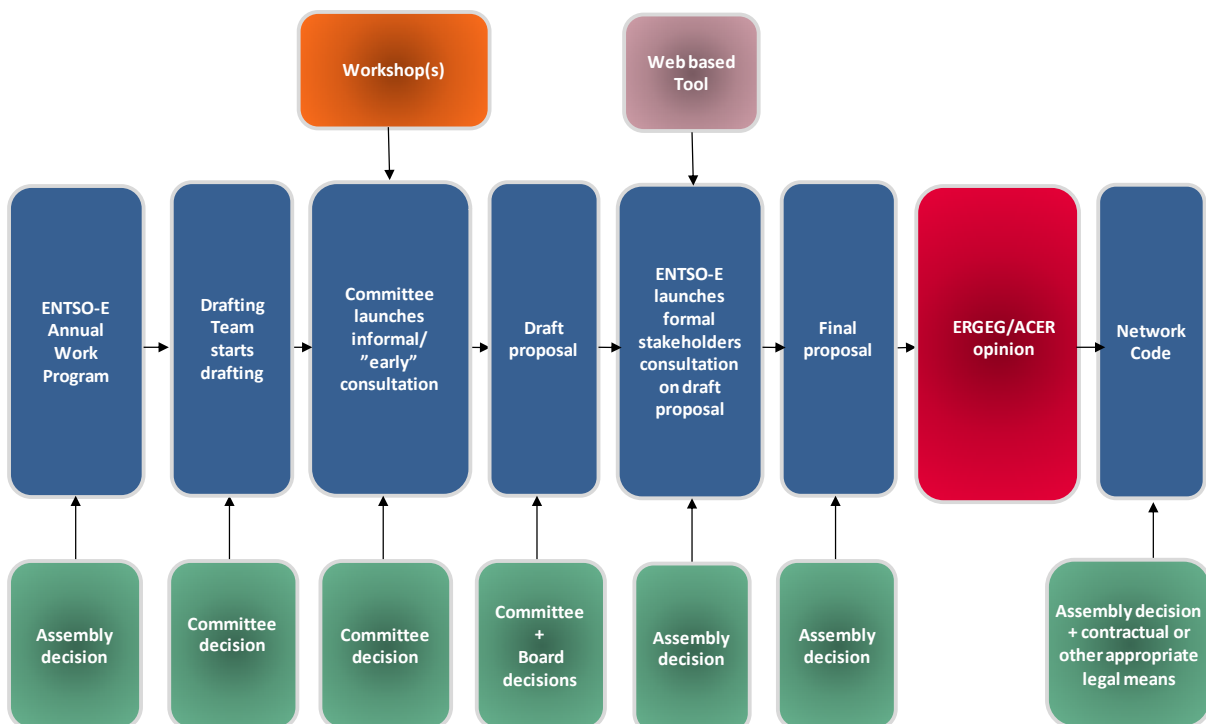 Workshop(s)
Web based
Tool
ENTSO-E
Annual
Work
Program
Drafting
Team
starts
drafting
Committee
launches
informal/
”early”
consultation
Draft
proposal
ENTSO-E
launches
formal
stakeholders
consultation
on draft
proposal
Final
proposal
ERGEG/ACER
opinion
Network
Code
Assembly
decision
Committee
decision
Committee
decision
Committee
+
Board
decisions
Assembly
decision
Assembly
decision
Assembly decision
+ contractual or
other appropriate
legal means